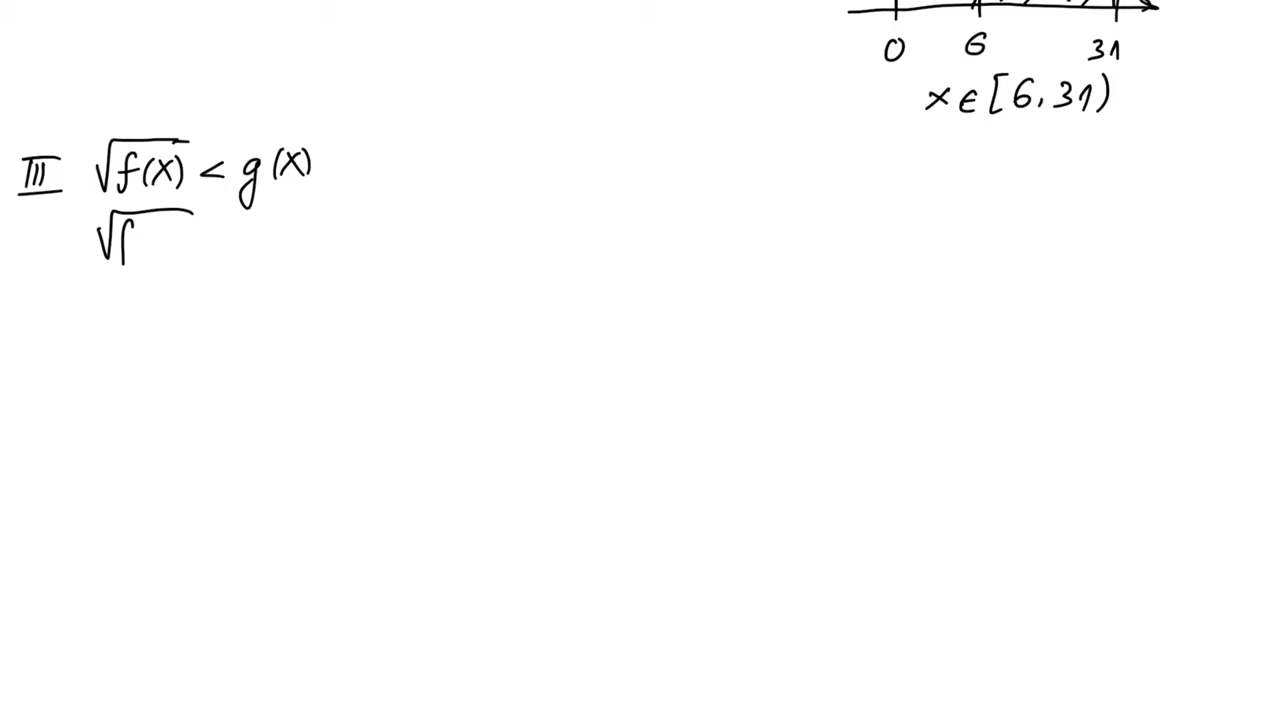 0 6 31
x ∈ [6, 31)
III √f(x) < g(x)
√f